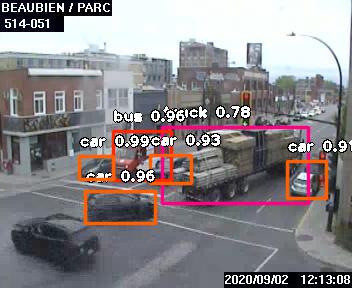 BEAUBIEN / PARC
514-051
bus 0.96
truck 0.78
car 0.99
car 0.93
car 0.91
car 0.96
2020/09/02 12:13:08